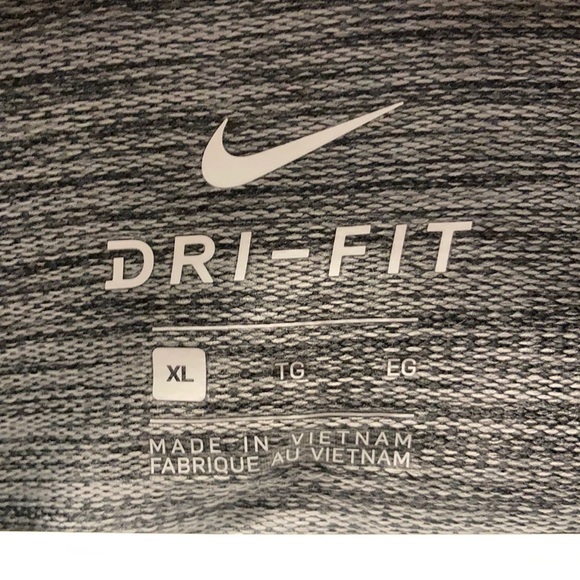 DRI-FIT
XL TG EG
MADE IN VIETNAM
FABRIQUE AU VIETNAM